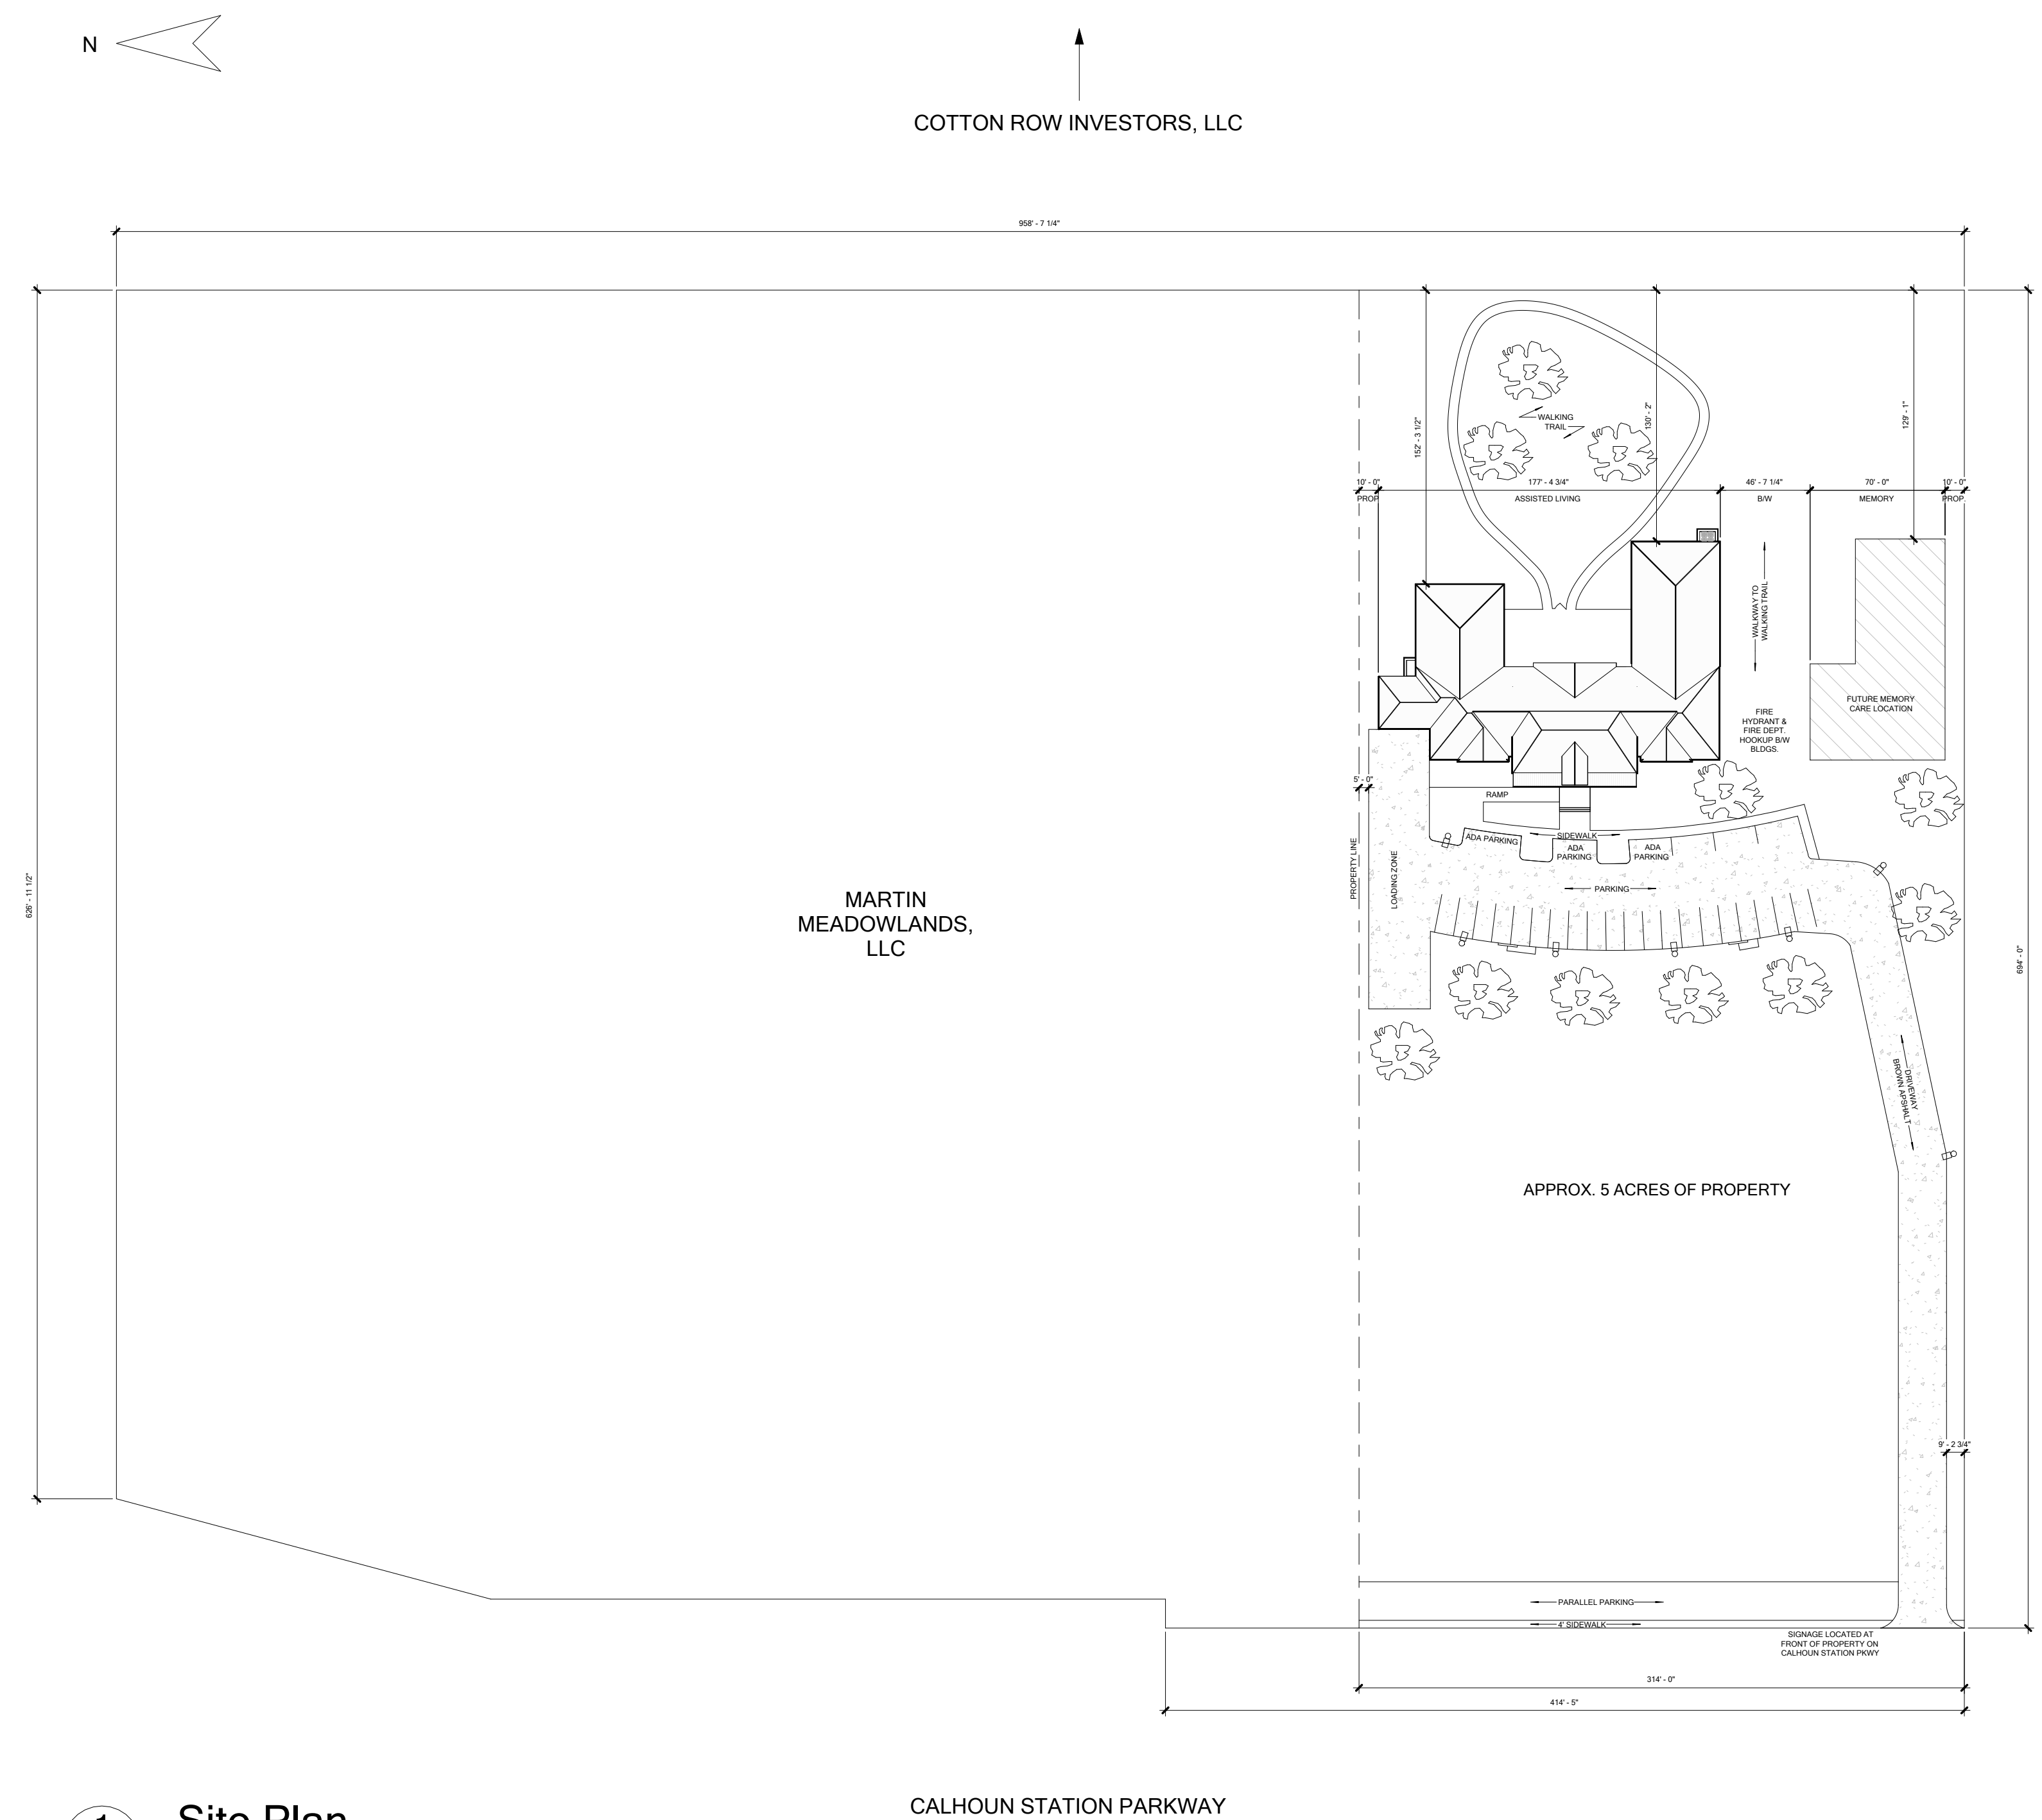 N
COTTON ROW INVESTORS, LLC
958' - 7 1/4"
WALKING
TRAIL
152' - 3 1/2"
130' - 2"
129' - 1"
10' - 0"
177' - 4 3/4"
46' - 7 1/4"
70' - 0"
10' - 0"
PROP
ASSISTED LIVING
B/W
MEMORY
PROP.
WALKWAY TO
WALKING TRAIL
FUTURE MEMORY
CARE LOCATION
FIRE
HYDRANT &
FIRE DEPT.
HOOKUP B/W
BLDGS.
5' - 0"
RAMP
SIDEWALK
ADA PARKING
ADA
PARKING
ADA
PARKING
PROPERTY LINE
LOADING ZONE
PARKING
626' - 11 1/2"
MARTIN
MEADOWLANDS,
LLC
694' - 0"
DRIVEWAY
BROWN APSHALT
APPROX. 5 ACRES OF PROPERTY
9' - 2 3/4"
PARALLEL PARKING
4' SIDEWALK
SIGNAGE LOCATED AT
FRONT OF PROPERTY ON
CALHOUN STATION PKWY
314' - 0"
414' - 5"
CALHOUN STATION PARKWAY
1
Site Plan